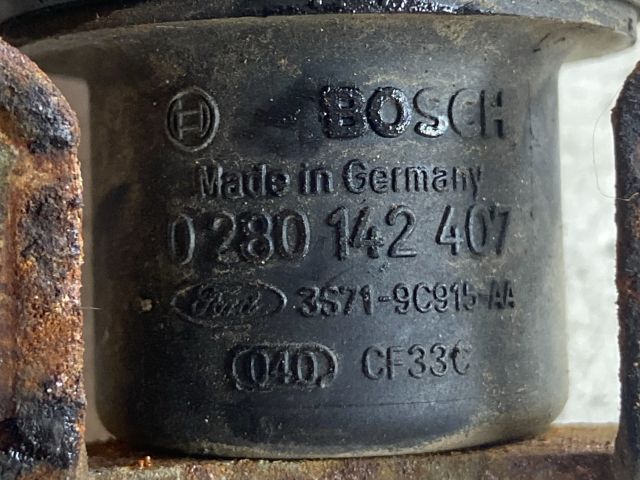 BOSCH
Made in Germany
0 280 142 407
Ford 3S71-9C915-AA
040 CF33C